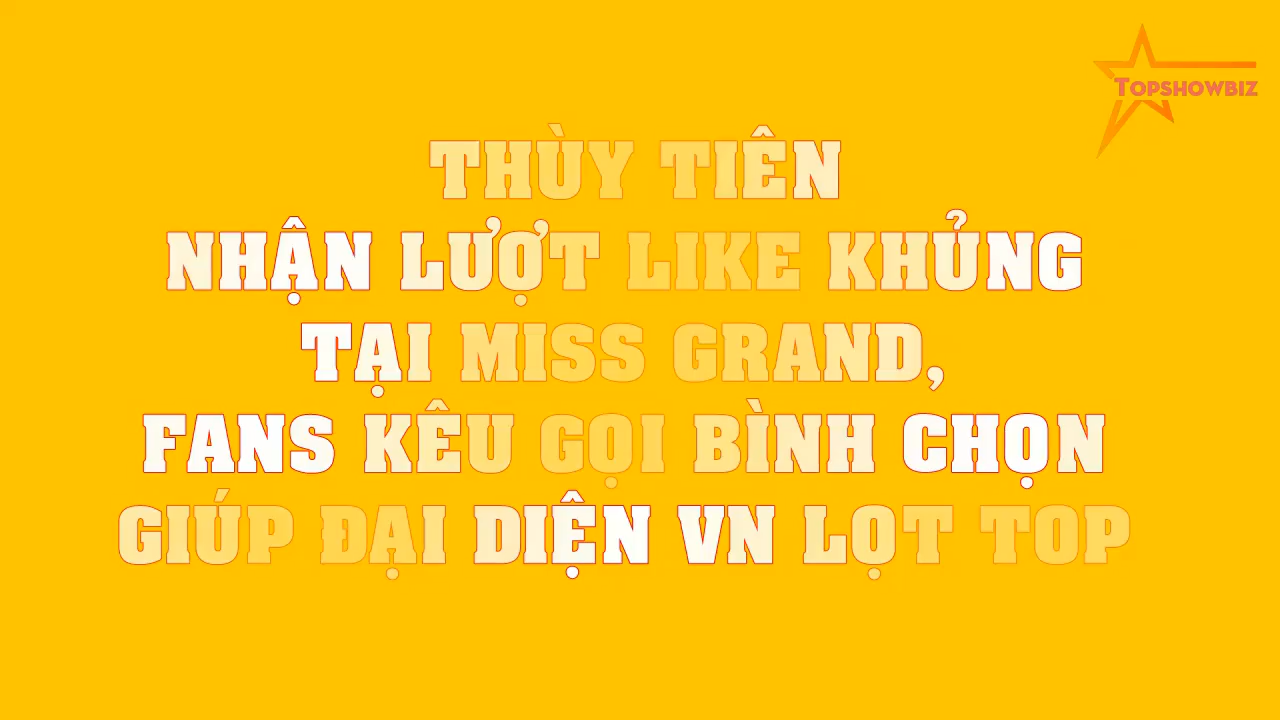 TOPSHOWBIZ
THÙY TIÊN
NHẬN LƯỢT LIKE KHỦNG
TẠI MISS GRAND,
FANS KÊU GỌI BÌNH CHỌN
GIÚP ĐẠI DIỆN VN LỌT TOP